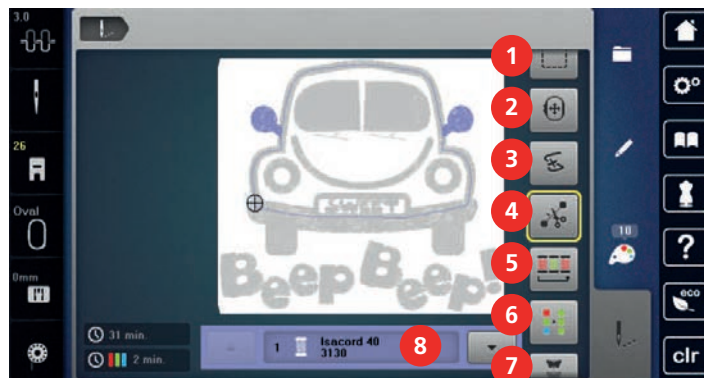 3.0
26
Oval
0mm
SWEET
Beep Beep!
31 min.
2 min.
1 Isacord 40
3130
1
2
3
4
5
6
7
8
10
?
eco
clr